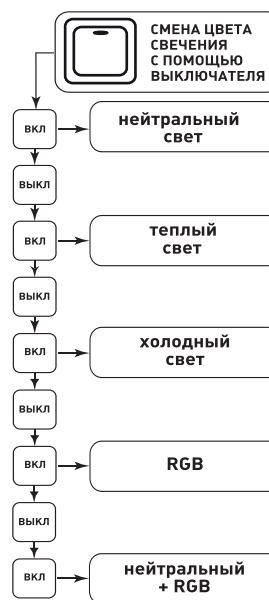 СМЕНА ЦВЕТА
СВЕЧЕНИЯ
С ПОМОЩЬЮ
ВЫКЛЮЧАТЕЛЯ
ВКЛ
нейтральный
свет
ВЫКЛ
ВКЛ
теплый
свет
ВЫКЛ
ВКЛ
холодный
свет
ВЫКЛ
ВКЛ
RGB
ВЫКЛ
ВКЛ
нейтральный
+ RGB